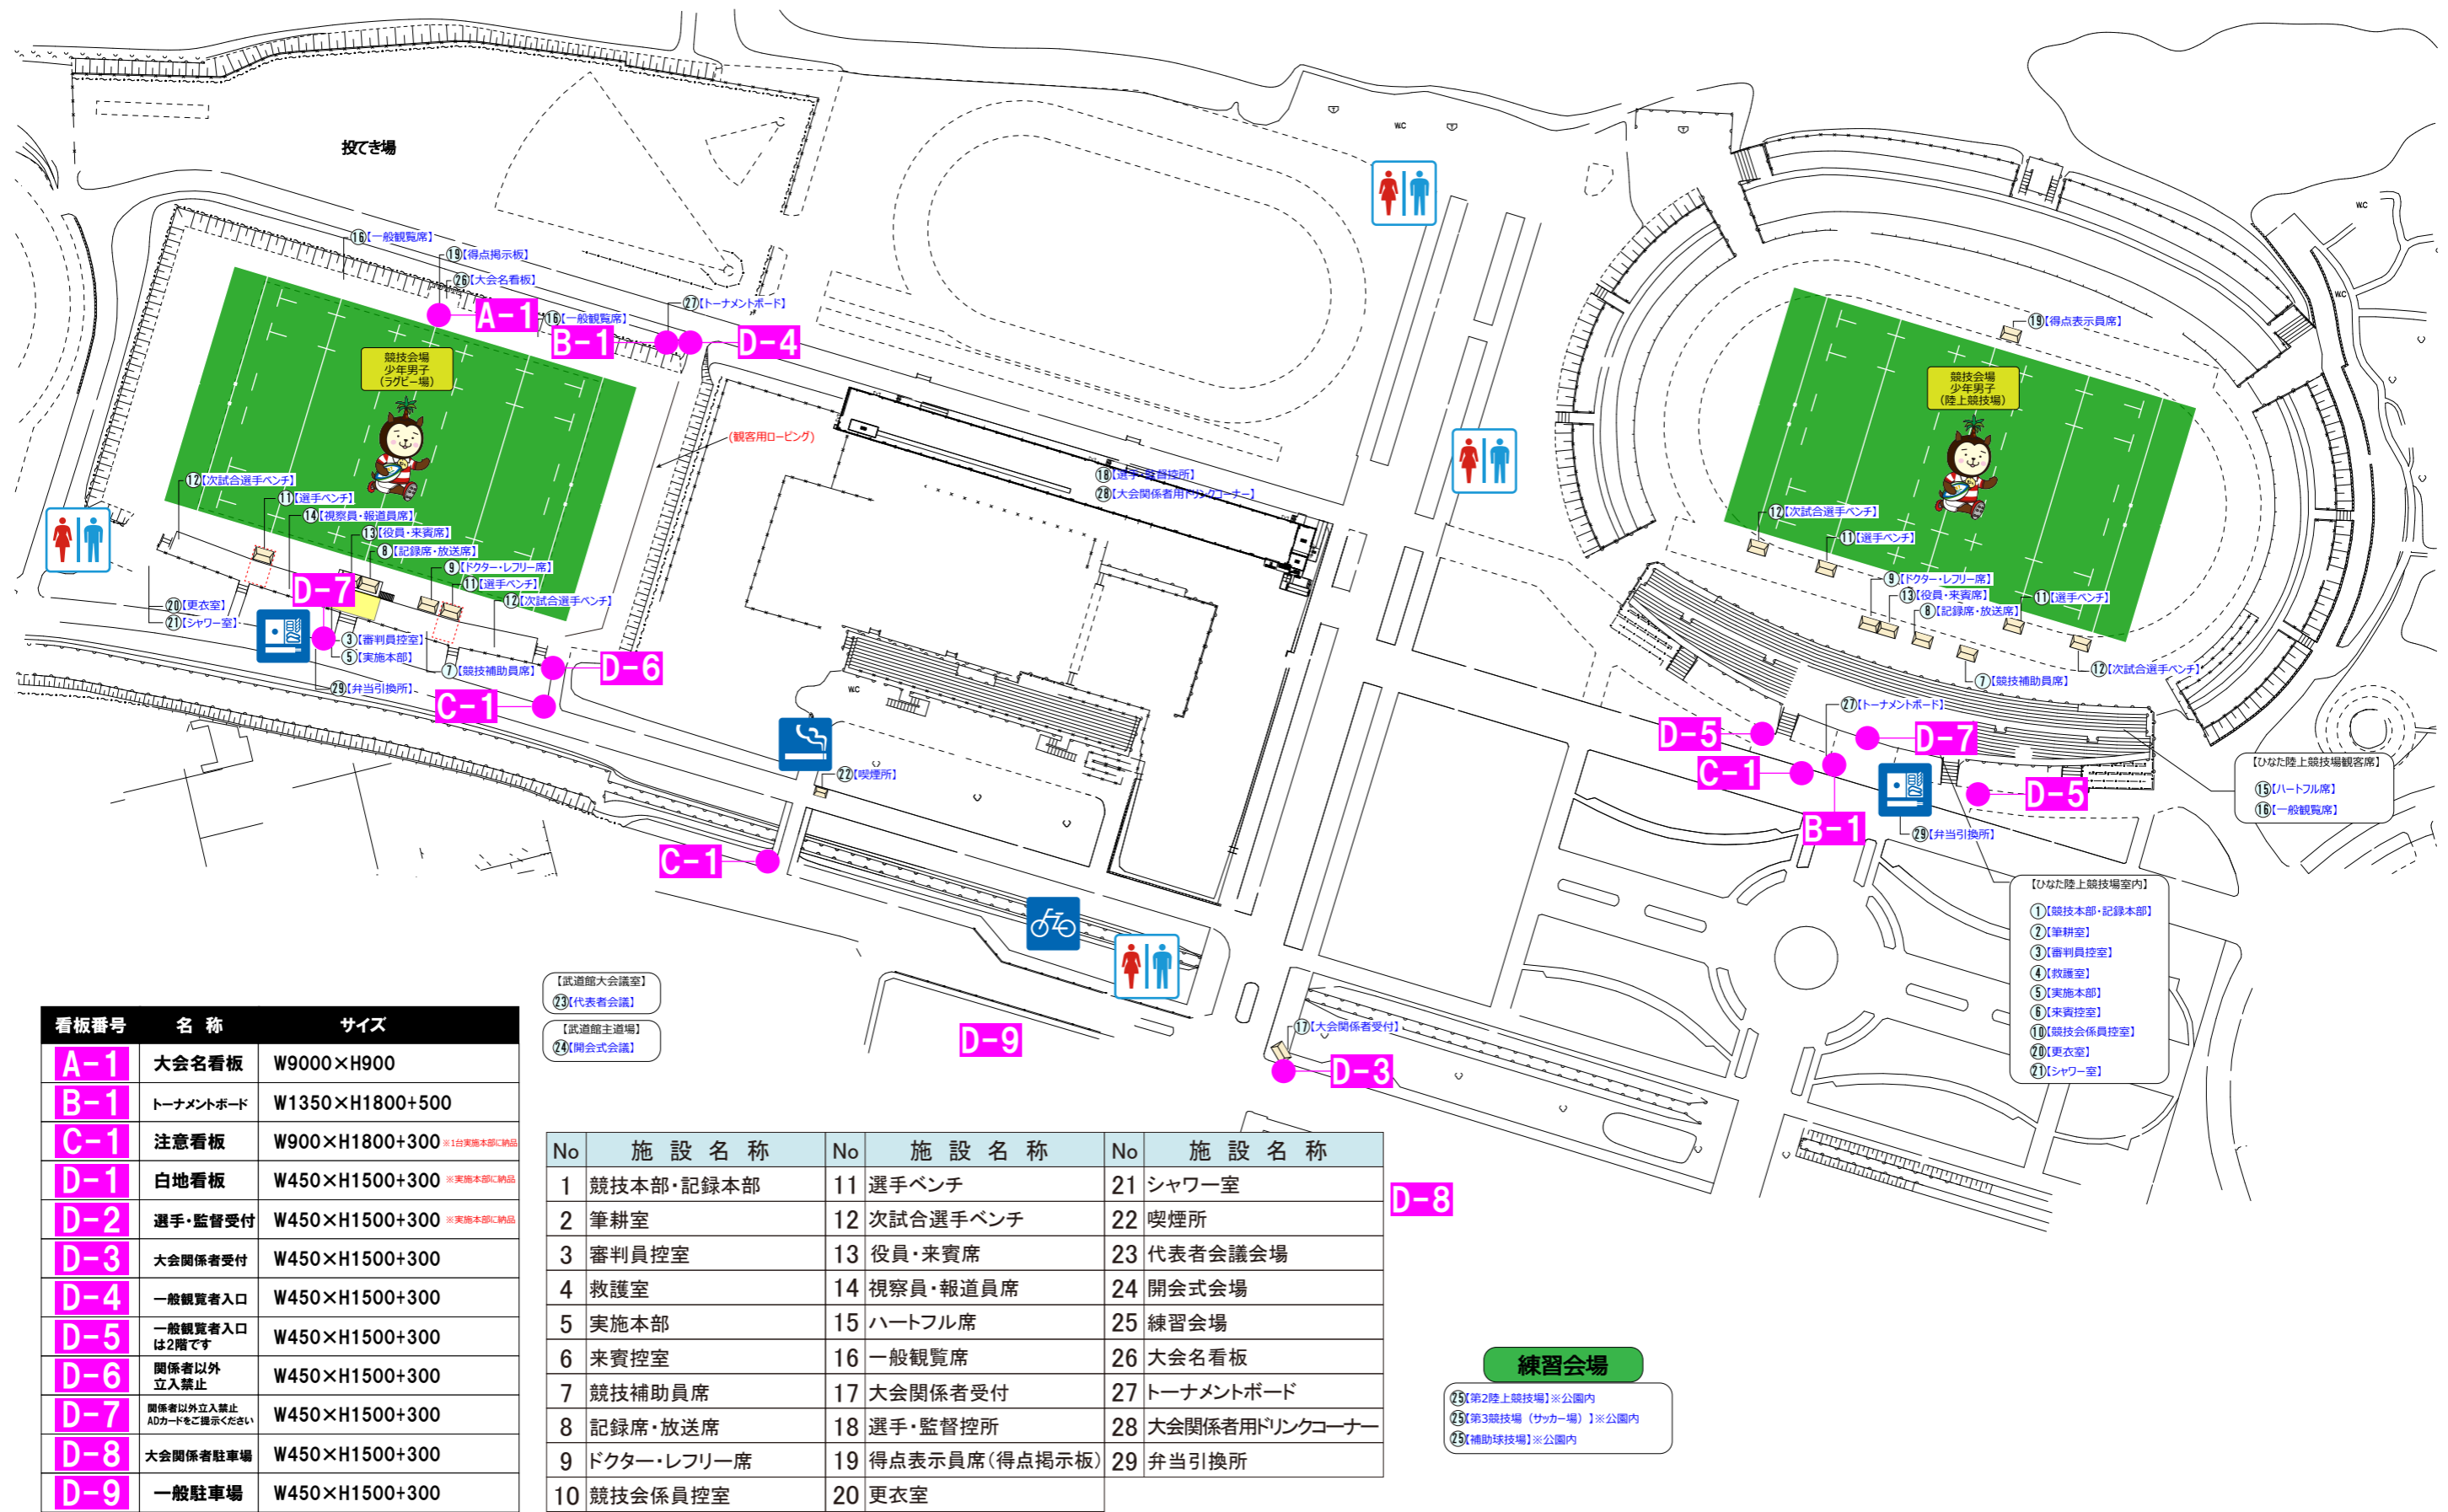 投てき場
W.C
W.C
W.C
⑯【一般観覧席】
⑲【得点掲示板】
㉖【大会名看板】
A-1
⑯【一般観覧席】
㉗【トーナメントボード】
B-1
D-4
競技会場
少年男子
(ラグビー場)
(観客用ロービング)
⑱【選手・監督控所】
㉘【大会関係者用ドリンクコーナー】
⑫【次試合選手ベンチ】
⑪【選手ベンチ】
⑭【視察員・報道員席】
⑬【役員・来賓席】
⑧【記録席・放送席】
⑨【ドクター・レフリー席】
⑪【選手ベンチ】
⑫【次試合選手ベンチ】
D-7
⑳【更衣室】
㉑【シャワー室】
③【審判員控室】
⑤【実施本部】
⑦【競技補助員席】
㉙【弁当引換所】
D-6
C-1
W.C
㉒【喫煙所】
C-1
⑲【得点表示員席】
競技会場
少年男子
(陸上競技場)
⑫【次試合選手ベンチ】
⑪【選手ベンチ】
⑨【ドクター・レフリー席】
⑬【役員・来賓席】
⑧【記録席・放送席】
⑪【選手ベンチ】
⑫【次試合選手ベンチ】
⑦【競技補助員席】
㉗【トーナメントボード】
D-5
D-7
C-1
D-5
B-1
㉙【弁当引換所】
【ひなた陸上競技場観客席】
⑮【ハートフル席】
⑯【一般観覧席】
【ひなた陸上競技場室内】
①【競技本部・記録本部】
②【筆耕室】
③【審判員控室】
④【救護室】
⑤【実施本部】
⑥【来賓控室】
⑩【競技会係員控室】
⑳【更衣室】
㉑【シャワー室】
W.C
【武道館大会議室】
㉓【代表者会議】
【武道館主道場】
㉔【開会式会議】
D-9
⑰【大会関係者受付】
D-3
D-8
看板番号 名 称 サイズ
A-1 大会名看板 W9000×H900
B-1 トーナメントボード W1350×H1800+500
C-1 注意看板 W900×H1800+300 ※1台実施本部に納品
D-1 白地看板 W450×H1500+300 ※実施本部に納品
D-2 選手・監督受付 W450×H1500+300 ※実施本部に納品
D-3 大会関係者受付 W450×H1500+300
D-4 一般観覧者入口 W450×H1500+300
D-5 一般観覧者入口
は2階です W450×H1500+300
D-6 関係者以外
立入禁止 W450×H1500+300
D-7 関係者以外立入禁止
ADカードをご提示ください W450×H1500+300
D-8 大会関係者駐車場 W450×H1500+300
D-9 一般駐車場 W450×H1500+300
No 施 設 名 称 No 施 設 名 称 No 施 設 名 称
1 競技本部・記録本部 11 選手ベンチ 21 シャワー室
2 筆耕室 12 次試合選手ベンチ 22 喫煙所
3 審判員控室 13 役員・来賓席 23 代表者会議会場
4 救護室 14 視察員・報道員席 24 開会式会場
5 実施本部 15 ハートフル席 25 練習会場
6 来賓控室 16 一般観覧席 26 大会名看板
7 競技補助員席 17 大会関係者受付 27 トーナメントボード
8 記録席・放送席 18 選手・監督控所 28 大会関係者用ドリンクコーナー
9 ドクター・レフリー席 19 得点表示員席(得点掲示板) 29 弁当引換所
10 競技会係員控室 20 更衣室
練習会場
㉕【第2陸上競技場】※公園内
㉕【第3競技場（サッカー場）】※公園内
㉕【補助球技場】※公園内